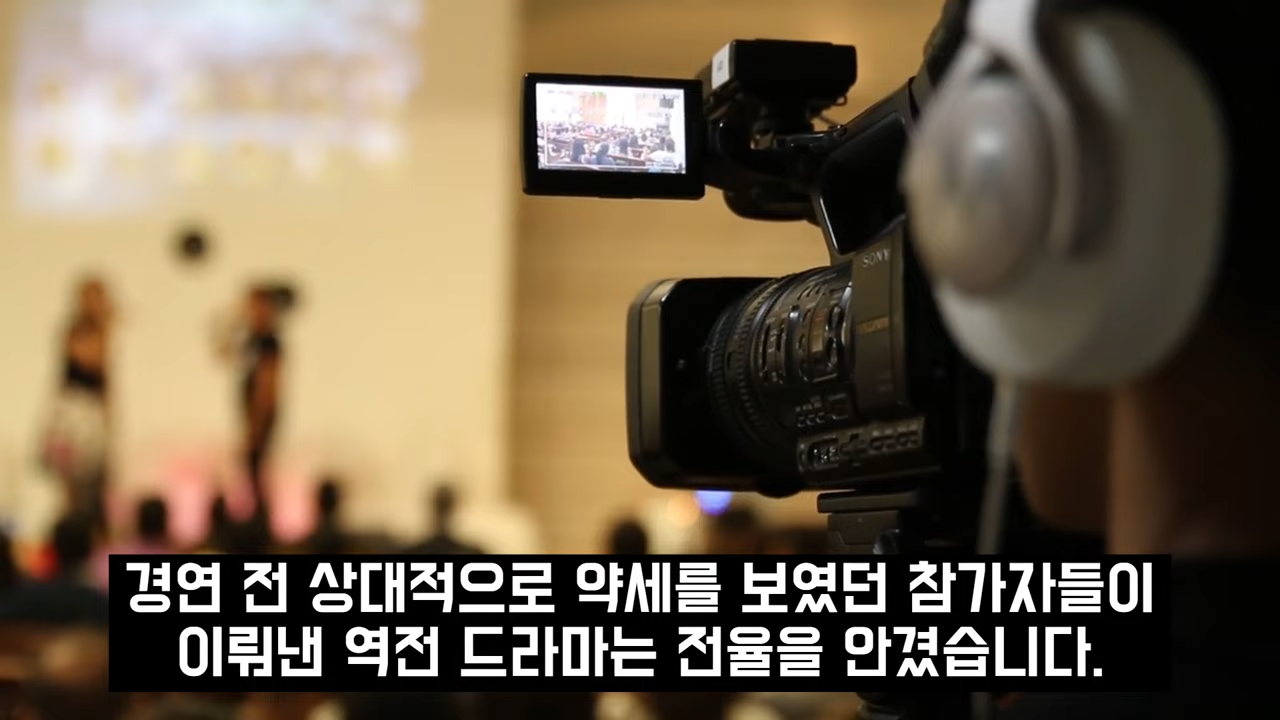 SONY
경연 전 상대적으로 약세를 보였던 참가자들이
이뤄낸 역전 드라마는 전율을 안겼습니다.